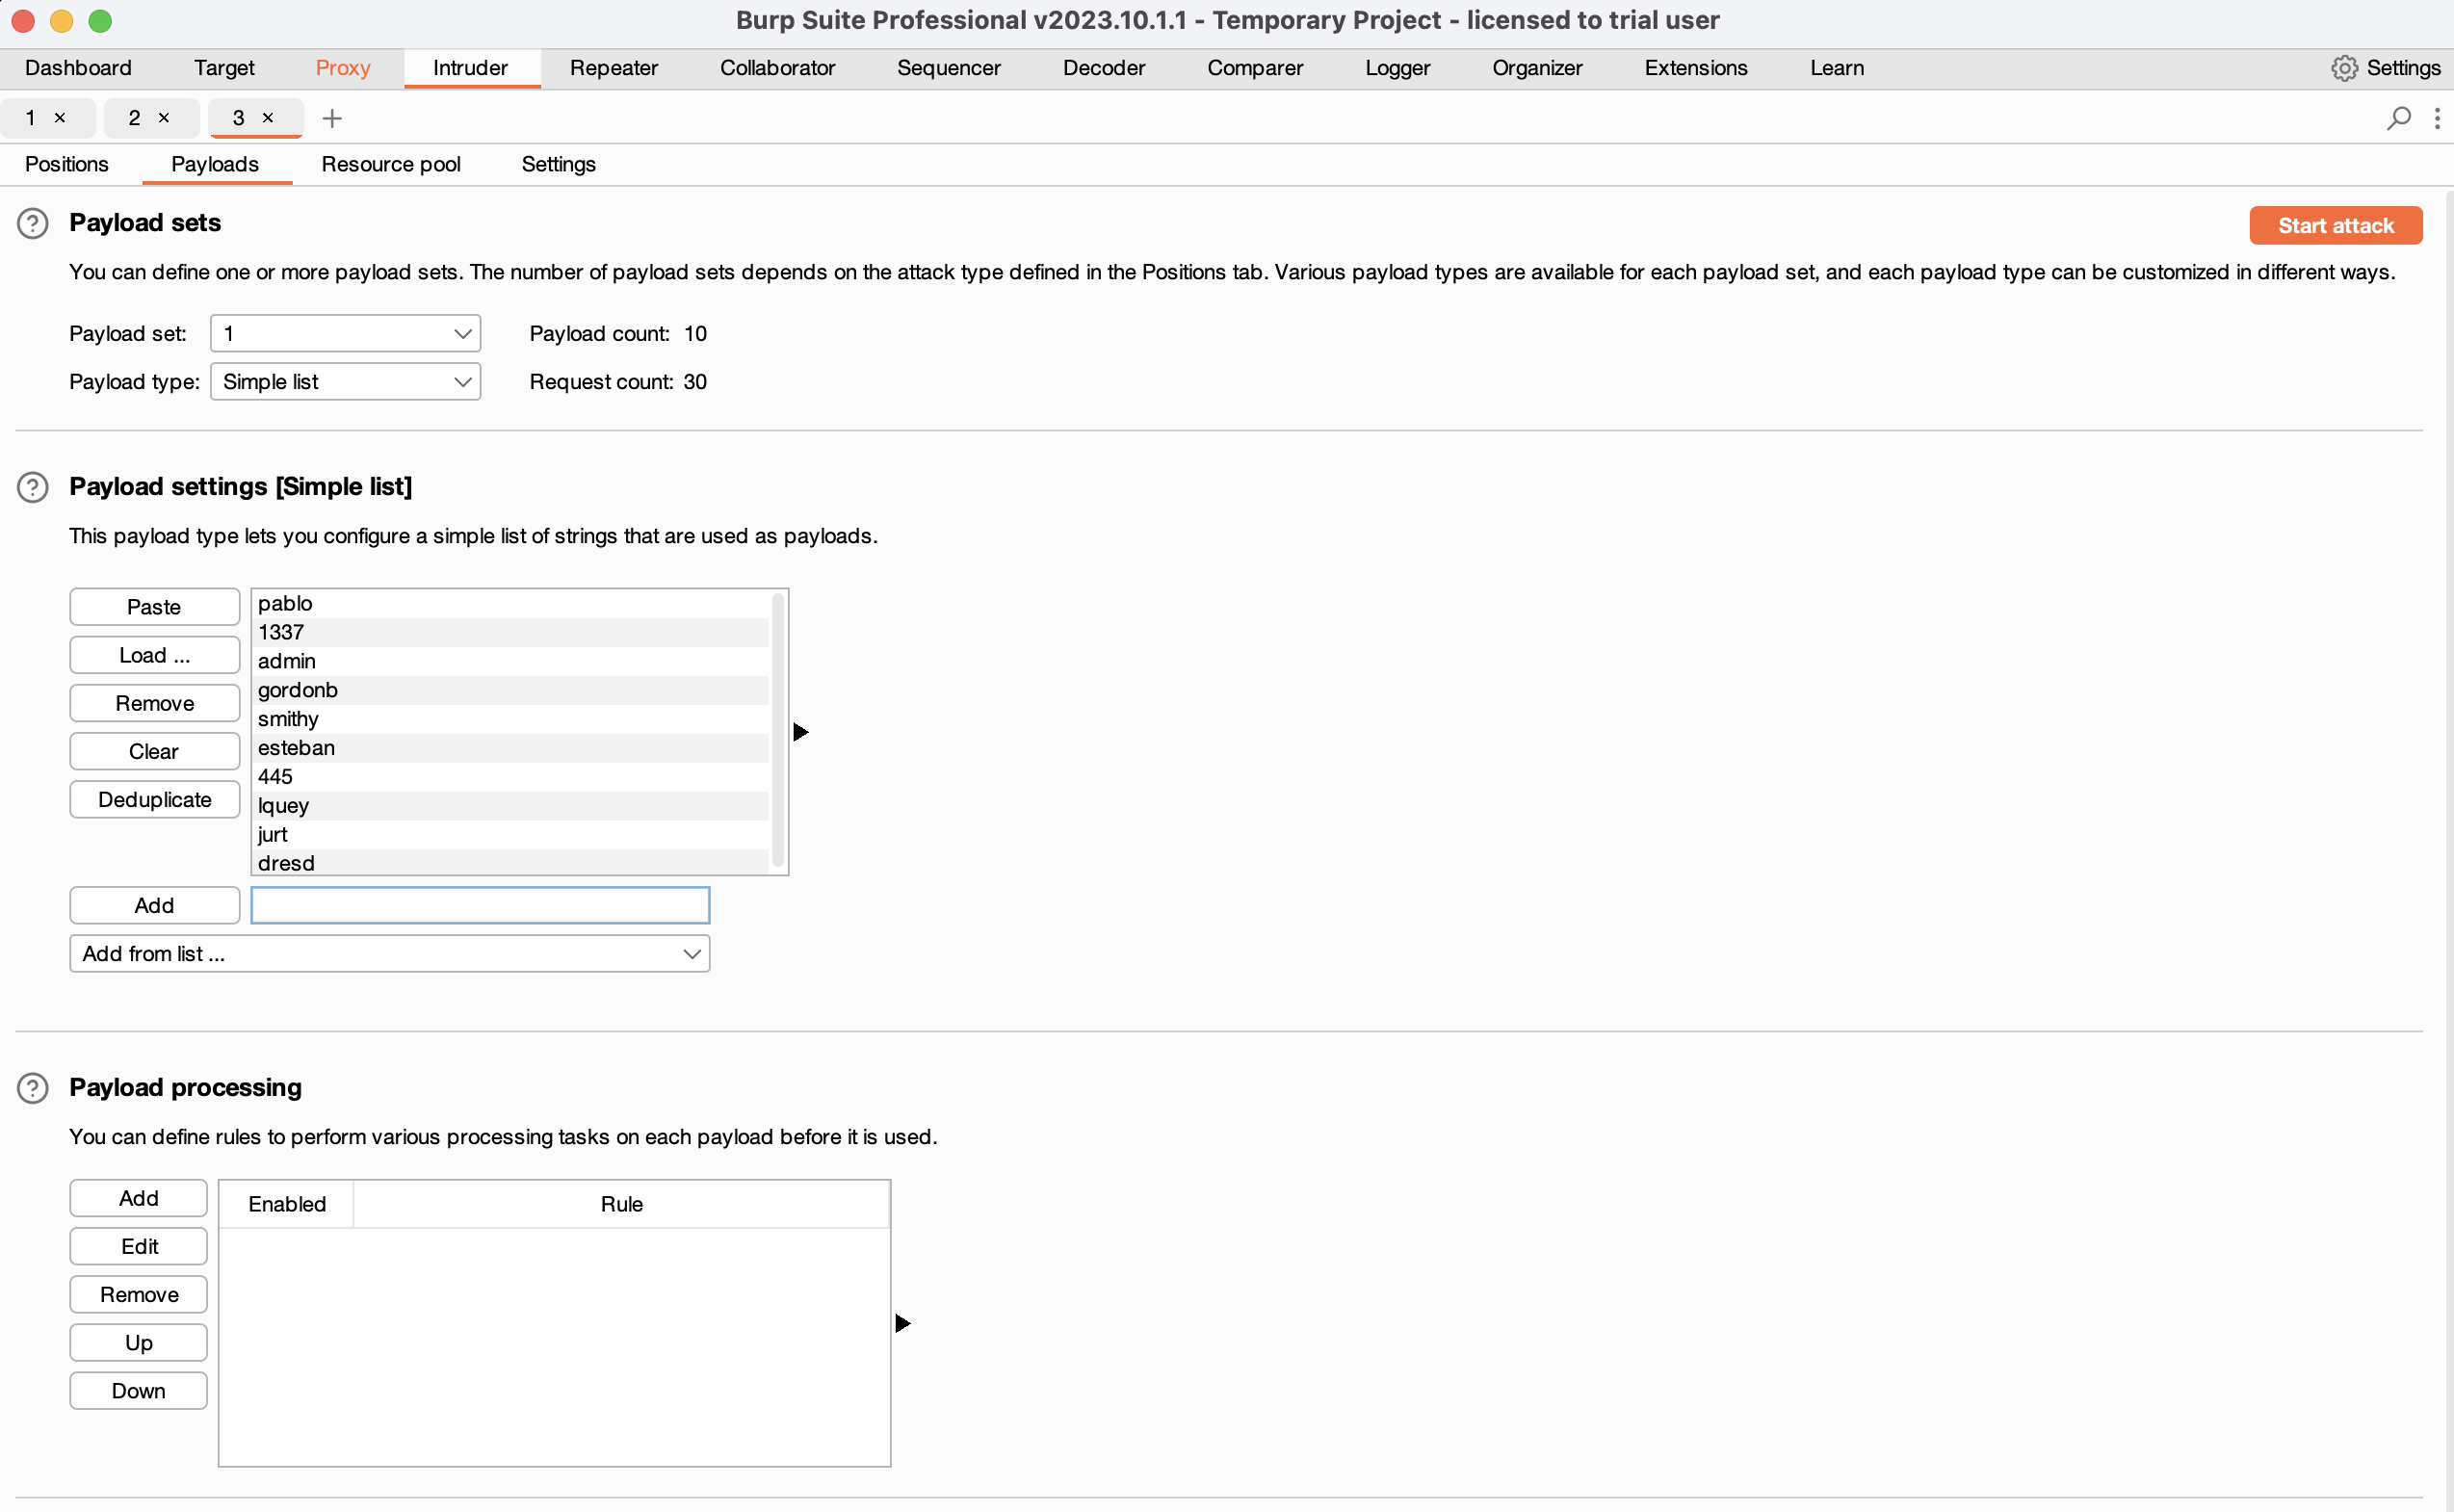 Burp Suite Professional v2023.10.1.1 - Temporary Project - licensed to trial user
Dashboard Target Proxy Intruder Repeater Collaborator Sequencer Decoder Comparer Logger Organizer Extensions Learn Settings
1 × 2 × 3 × +
Positions Payloads Resource pool Settings
? Payload sets Start attack
You can define one or more payload sets. The number of payload sets depends on the attack type defined in the Positions tab. Various payload types are available for each payload set, and each payload type can be customized in different ways.
Payload set: 1 Payload count: 10
Payload type: Simple list Request count: 30
? Payload settings [Simple list]
This payload type lets you configure a simple list of strings that are used as payloads.
Paste
Load ...
Remove
Clear
Deduplicate
pablo
1337
admin
gordonb
smithy
esteban
445
lquey
jurt
dresd
Add
Add from list ...
? Payload processing
You can define rules to perform various processing tasks on each payload before it is used.
Add
Edit
Remove
Up
Down
Enabled Rule